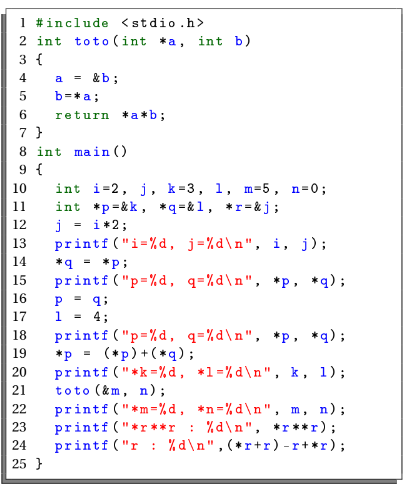 1 #include <stdio.h>
2 int toto(int *a, int b)
3 {
4   a = &b;
5   b=*a;
6   return *a*b;
7 }
8 int main()
9 {
10   int i=2, j, k=3, l, m=5, n=0;
11   int *p=&k, *q=&l, *r=&j;
12   j = i*2;
13   printf("i=%d, j=%d\n", i, j);
14   *q = *p;
15   printf("p=%d, q=%d\n", *p, *q);
16   p = q;
17   l = 4;
18   printf("p=%d, q=%d\n", *p, *q);
19   *p = (*p)+(*q);
20   printf("*k=%d, *l=%d\n", k, l);
21   toto(&m, n);
22   printf("*m=%d, *n=%d\n", m, n);
23   printf("*r**r : %d\n", *r**r);
24   printf("r : %d\n",(*r+r)-r+*r);
25 }